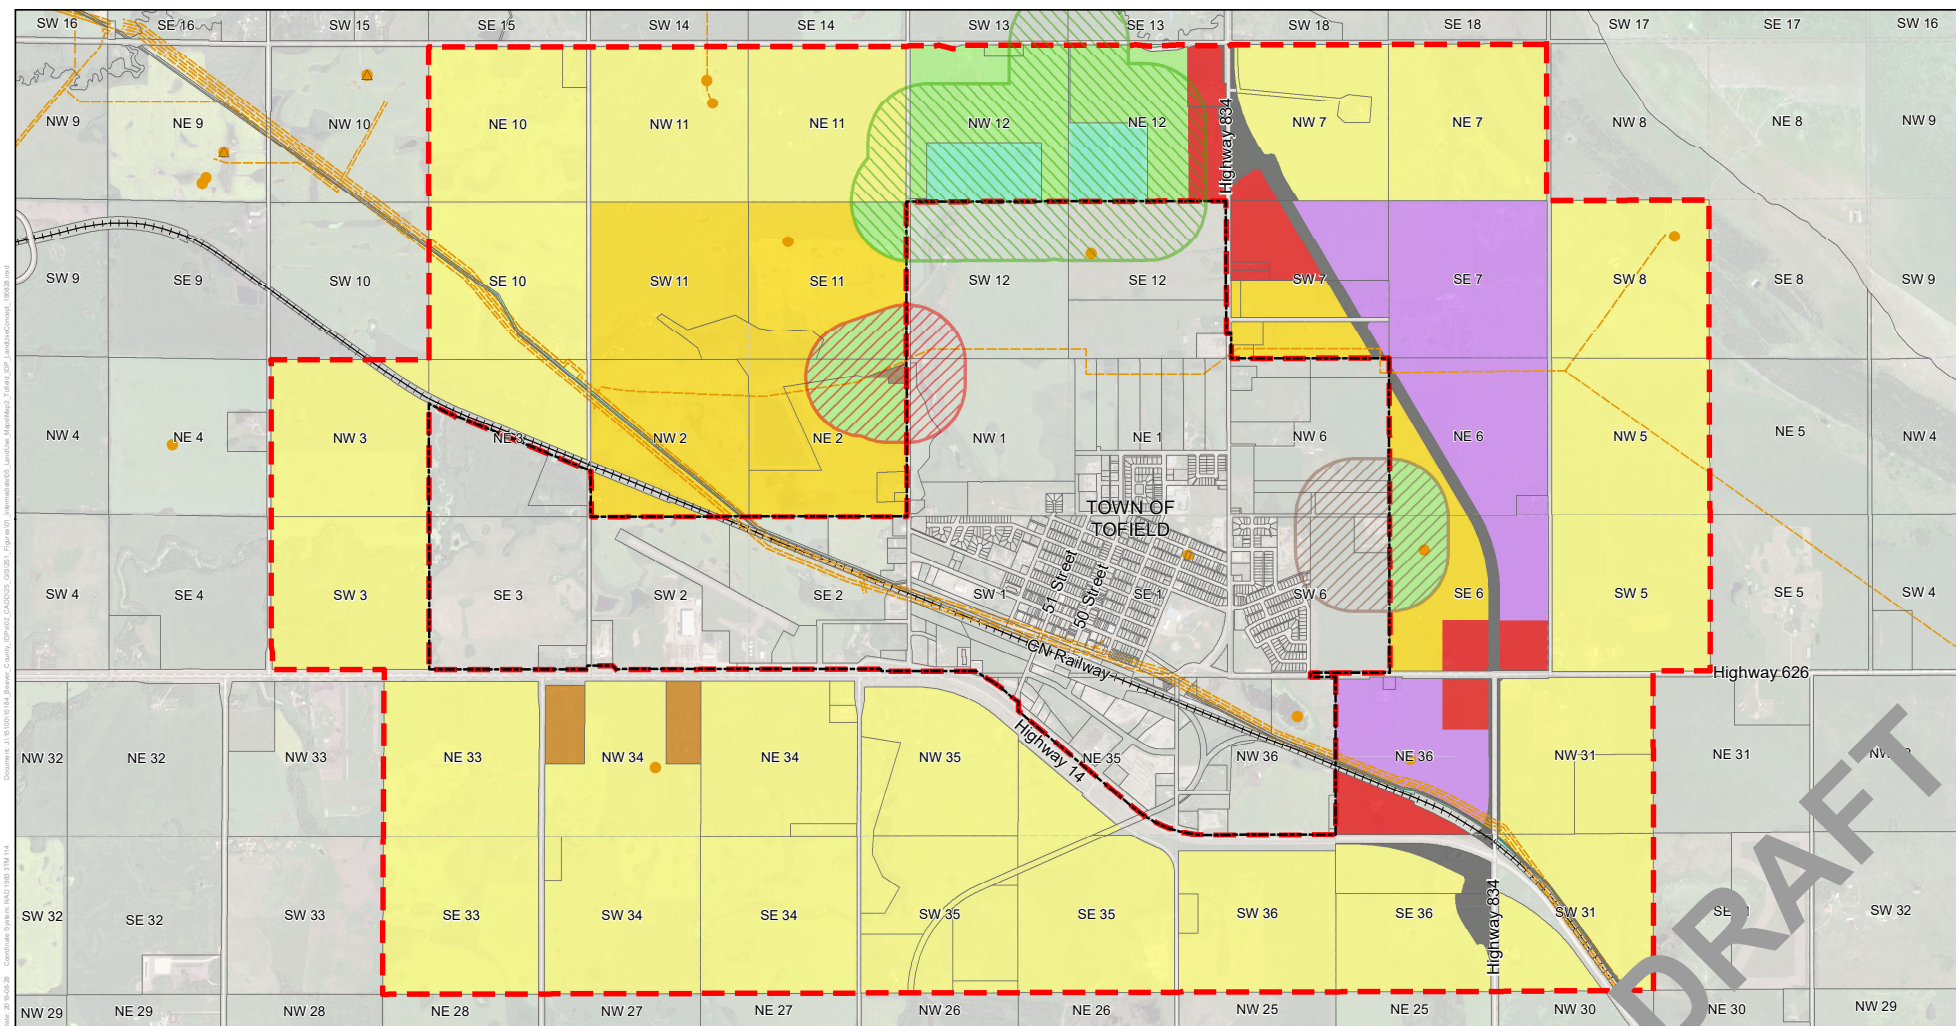 SW 16
SE 16
SW 15
SE 15
SW 14
SE 14
SW 13
SE 13
SW 18
SE 18
SW 17
SE 17
SW 16
NW 9
NE 9
NW 10
NE 10
NW 11
NE 11
NW 12
NE 12
Highway 834
NW 7
NE 7
NW 8
NE 8
NW 9
SW 9
SE 9
SW 10
SE 10
SW 11
SE 11
SW 12
SE 12
SW 7
SE 7
SW 8
SE 8
SW 9
NW 4
NE 4
NW 3
NE 3
NW 2
NE 2
NW 1
NE 1
NW 6
NE 6
NW 5
NE 5
NW 4
TOWN OF
TOFIELD
51 Street
50 Street
SW 4
SE 4
SW 3
SE 3
SW 2
SE 2
SW 1
SE 1
SW 6
SE 6
SW 5
SE 5
SW 4
CN Railway
Highway 626
Highway 14
NW 32
NE 32
NW 33
NE 33
NW 34
NE 34
NW 35
NE 35
NW 36
NE 36
NW 31
NE 31
SW 32
SE 32
SW 33
SE 33
SW 34
SE 34
SW 35
SE 35
SW 36
SE 36
Highway 834
SW 31
SW 32
DRAFT
NW 29
NE 29
NW 28
NE 28
NW 27
NE 27
NW 26
NE 26
NW 25
NE 25
NW 30
NE 30
NW 29